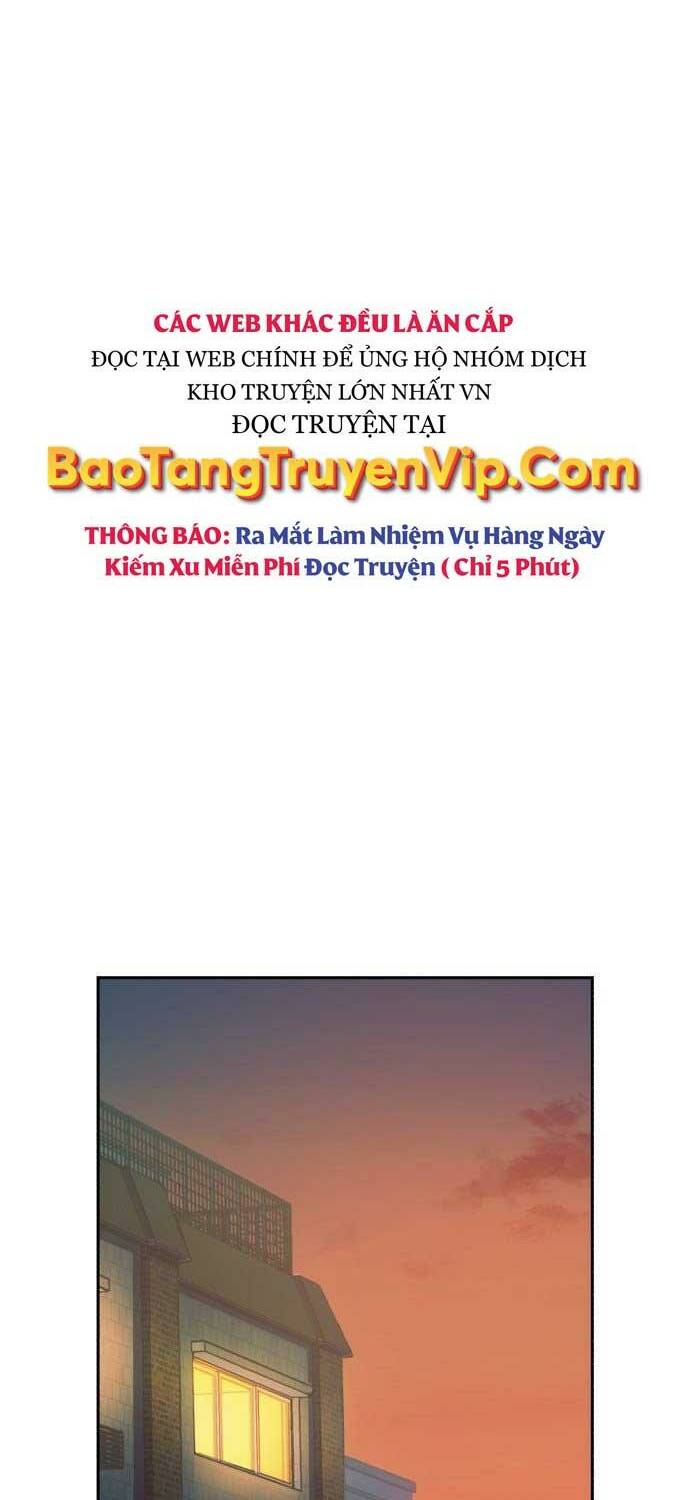 CÁC WEB KHÁC ĐỀU LÀ ĂN CẮP
ĐỌC TẠI WEB CHÍNH ĐỂ ỦNG HỘ NHÓM DỊCH
KHO TRUYỆN LỚN NHẤT VN
ĐỌC TRUYỆN TẠI
BaoTangTruyenVip.Com
THÔNG BÁO: Ra Mắt Làm Nhiệm Vụ Hàng Ngày
Kiếm Xu Miễn Phí Đọc Truyện ( Chỉ 5 Phút)